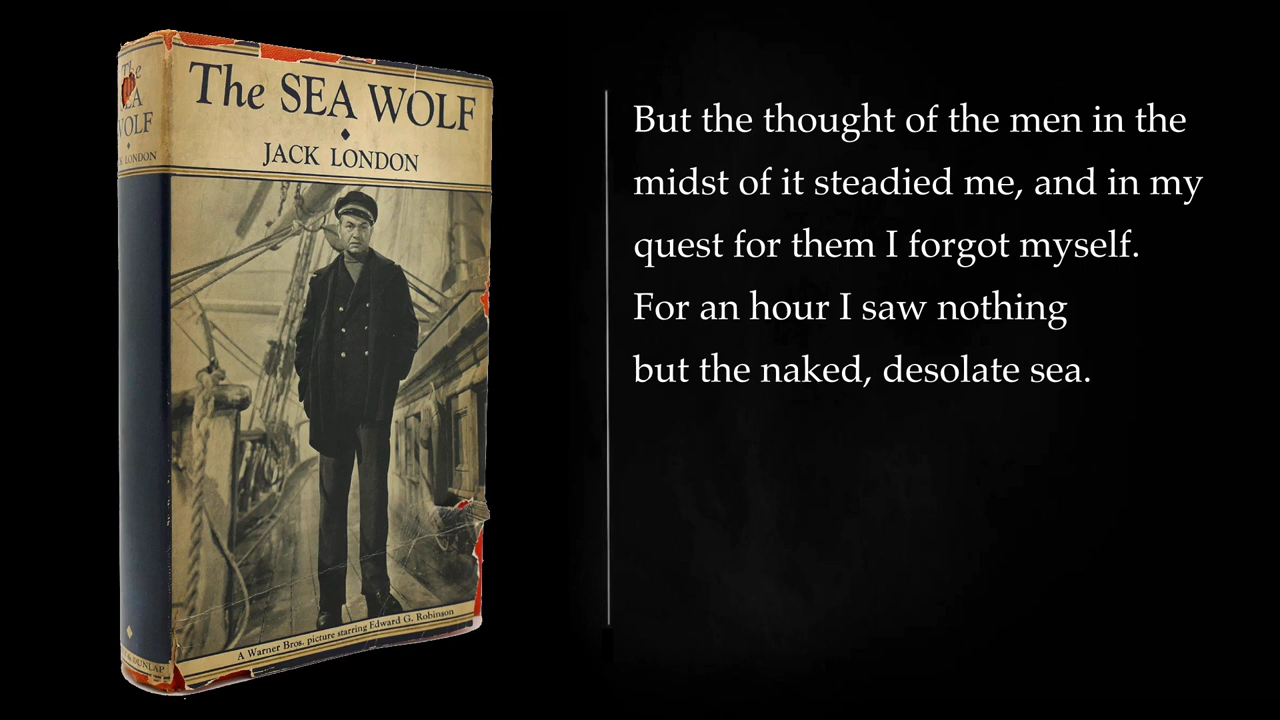 The
SEA
WOLF
LONDON
The SEA WOLF
JACK LONDON
A Warner Bros. picture starring Edward G. Robinson
DUNLAP
But the thought of the men in the
midst of it steadied me, and in my
quest for them I forgot myself.
For an hour I saw nothing
but the naked, desolate sea.